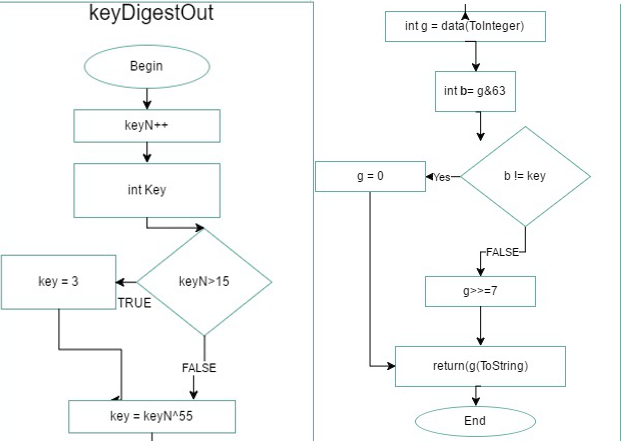 keyDigestOut
Begin
keyN++
int Key
keyN>15
TRUE
key = 3
FALSE
key = keyN^55
int g = data(ToInteger)
int b= g&63
b != key
Yes
g = 0
FALSE
g>>=7
return(g(ToString)
End